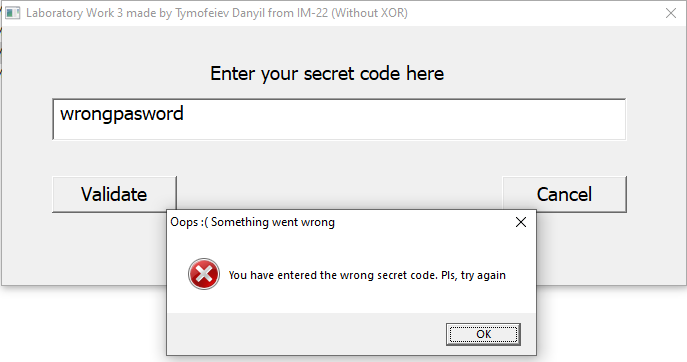 Laboratory Work 3 made by Tymofeiev Danyil from IM-22 (Without XOR)
Enter your secret code here
wrongpasword
Validate
Cancel
Oops :( Something went wrong
You have entered the wrong secret code. Pls, try again
OK